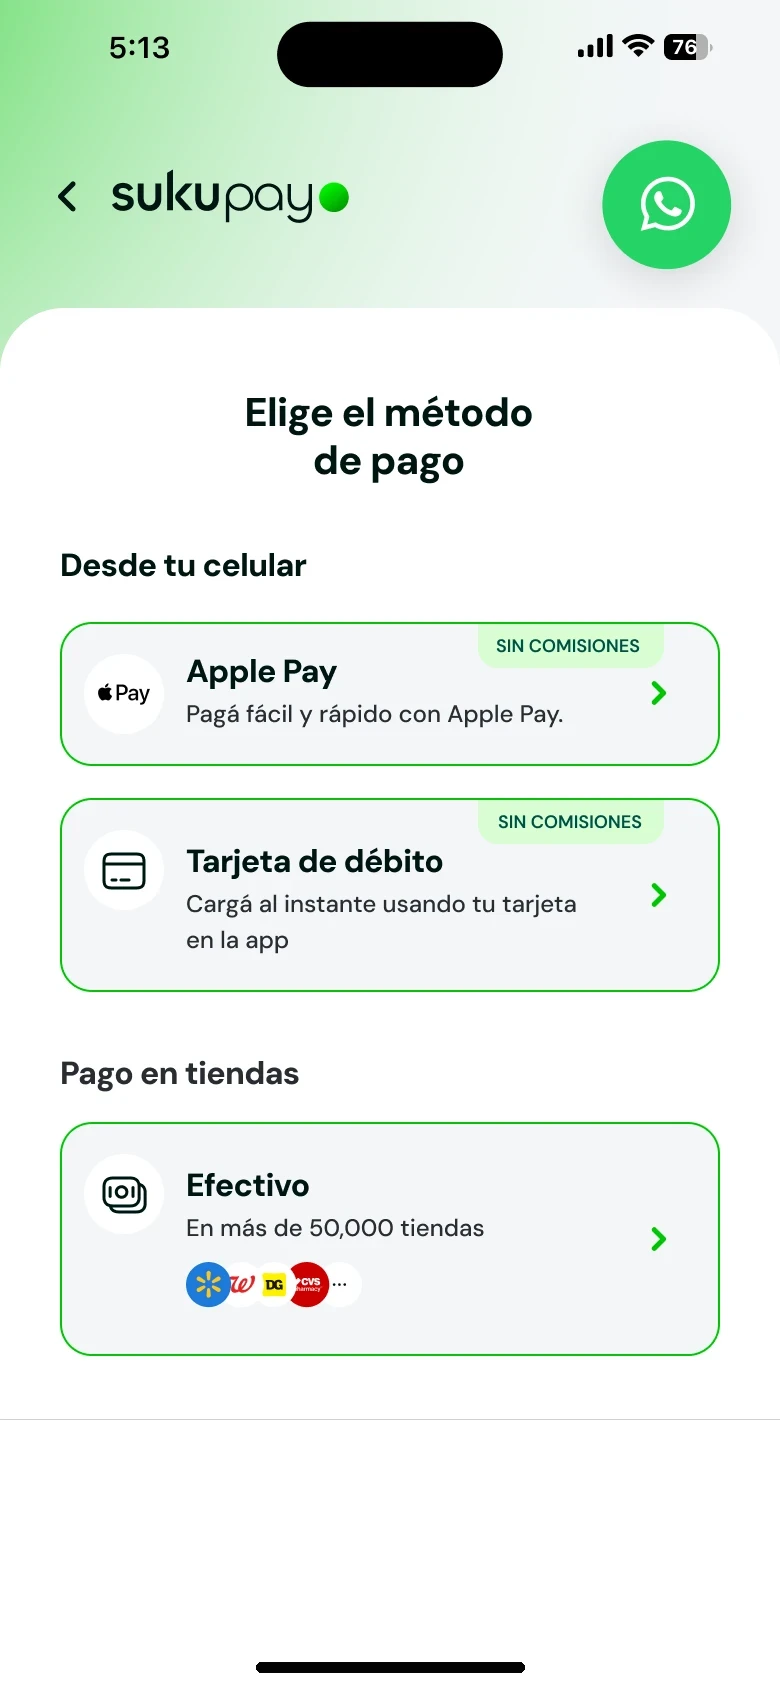 5:13
76
sukupay
Elige el método
de pago
Desde tu celular
SIN COMISIONES
Apple Pay
Pay
Pagá fácil y rápido con Apple Pay.
SIN COMISIONES
Tarjeta de débito
Cargá al instante usando tu tarjeta
en la app
Pago en tiendas
Efectivo
En más de 50,000 tiendas
W
DG
CVS
pharmacy
...